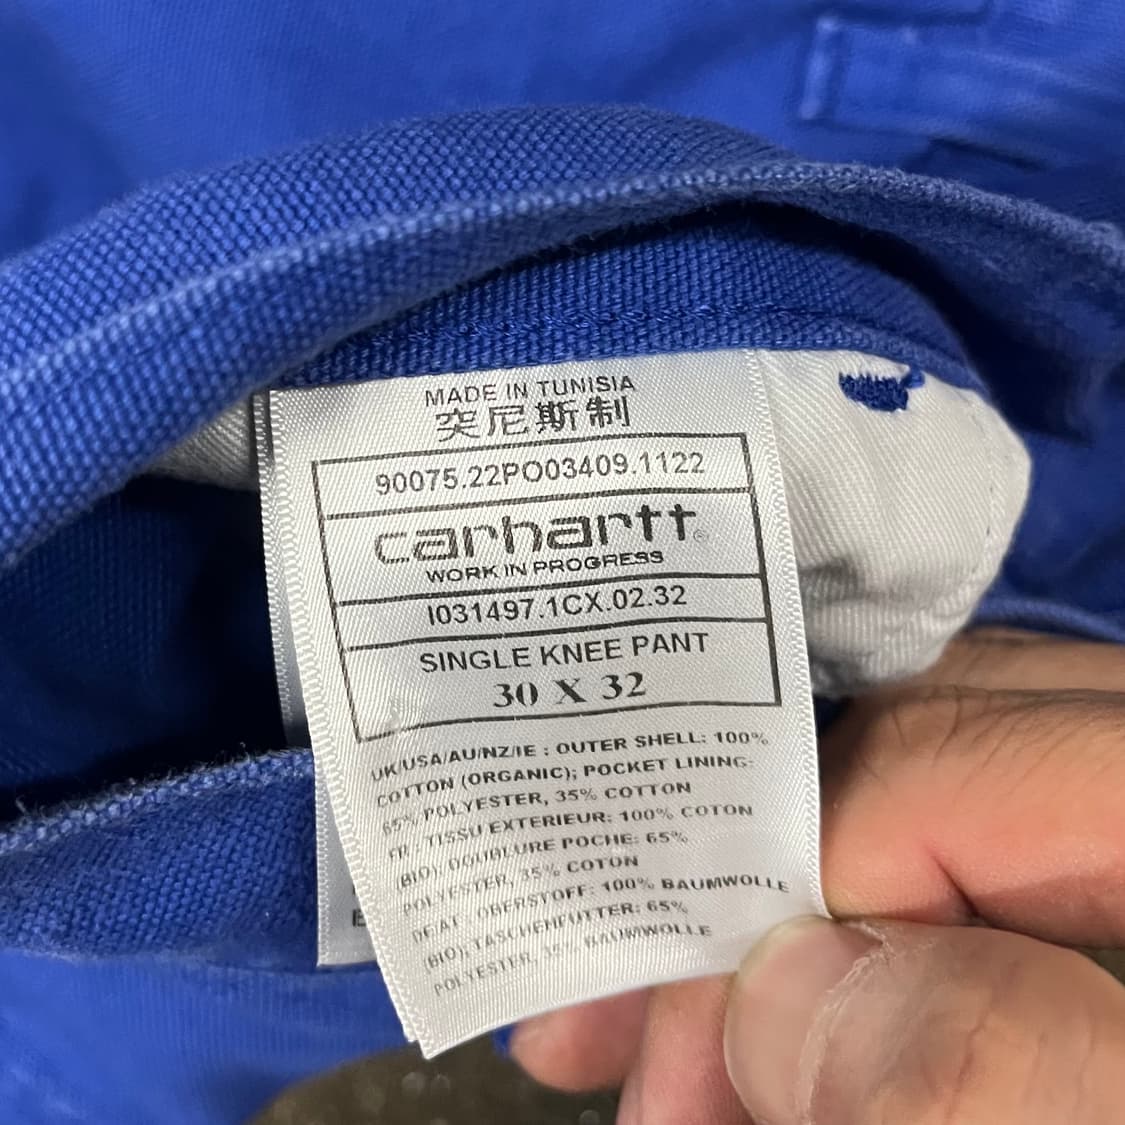 MADE IN TUNISIA
突尼斯制
90075.22PO03409.1122
carhartt®
WORK IN PROGRESS
I031497.1CX.02.32
SINGLE KNEE PANT
30 X 32
UK/USA/AU/NZ/IE : OUTER SHELL: 100%
COTTON (ORGANIC); POCKET LINING:
65% POLYESTER, 35% COTTON
FR : TISSU EXTERIEUR: 100% COTON
(BIO); DOUBLURE POCHE: 65%
POLYESTER, 35% COTON
DE/AT : OBERSTOFF: 100% BAUMWOLLE
(BIO); TASCHENFUTTER: 65%
POLYESTER, 35% BAUMWOLLE